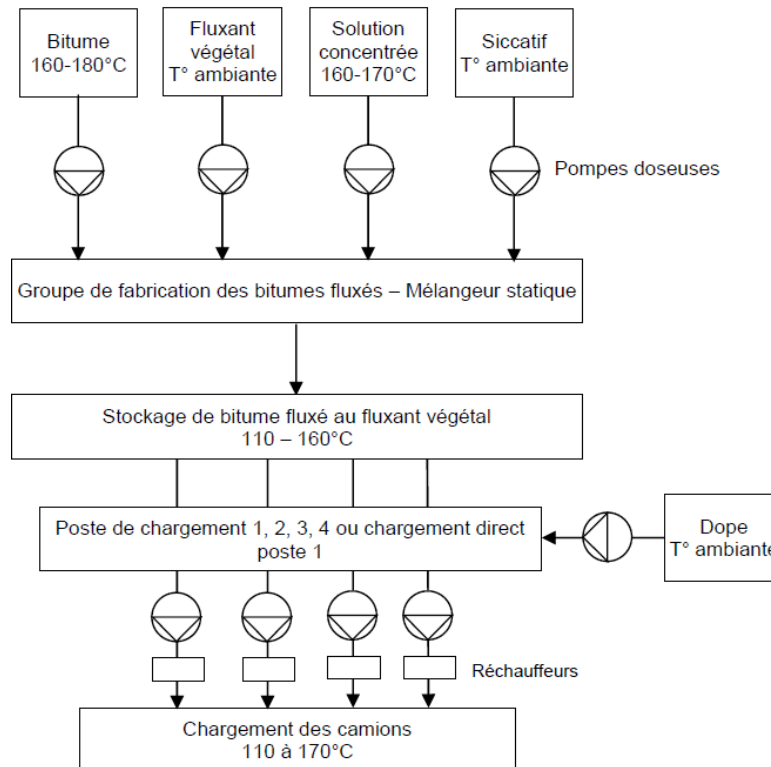 Bitume
160-180°C
Fluxant
végétal
T° ambiante
Solution
concentrée
160-170°C
Siccatif
T° ambiante
Pompes doseuses
Groupe de fabrication des bitumes fluxés – Mélangeur statique
Stockage de bitume fluxé au fluxant végétal
110 – 160°C
Poste de chargement 1, 2, 3, 4 ou chargement direct
poste 1
Dope
T° ambiante
Réchauffeurs
Chargement des camions
110 à 170°C